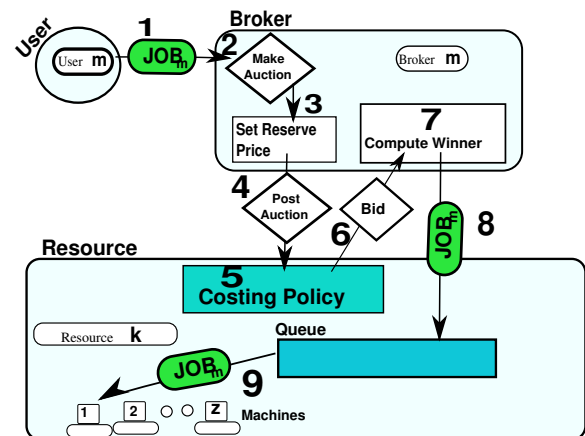 User
User m
1
JOBm
Broker
2
Make
Auction
Broker m
3
Set Reserve
Price
7
Compute Winner
4
Post
Auction
Bid
6
JOBm
8
Resource
5
Costing Policy
Resource k
Queue
JOBm
9
1
2
z
Machines